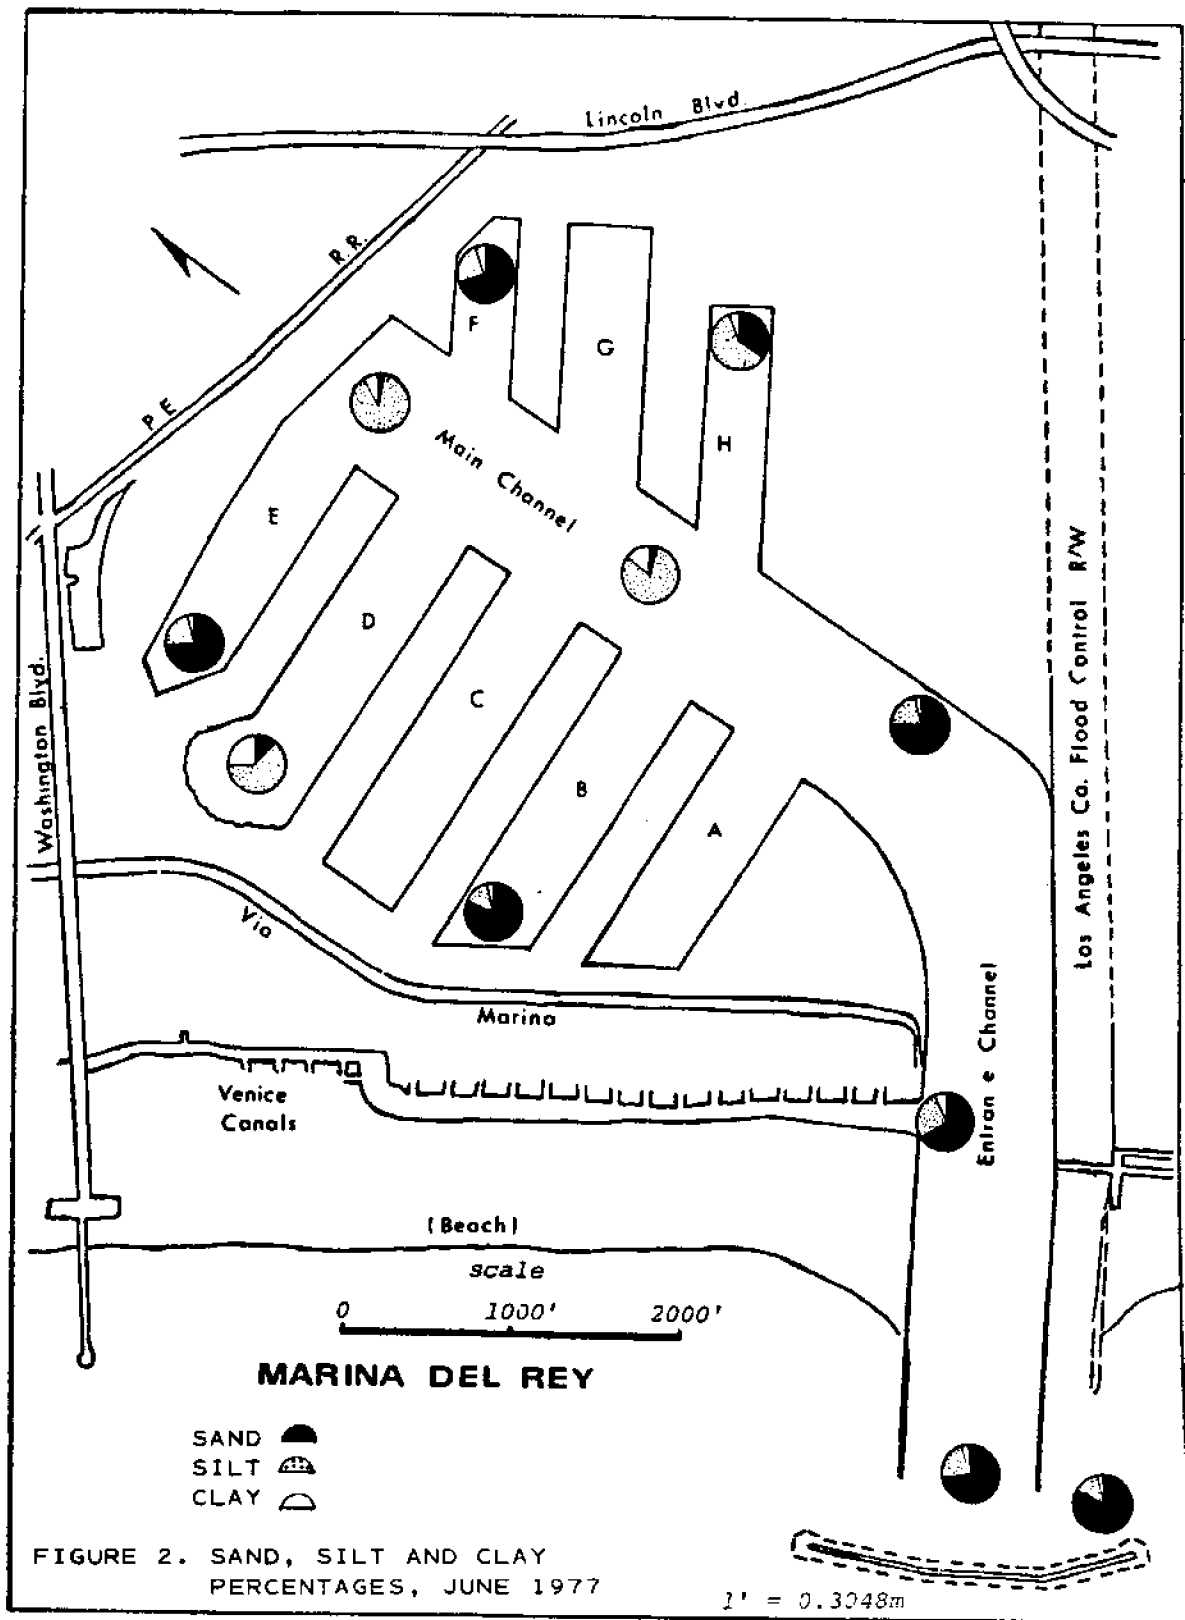 Lincoln Blvd.
R.R.
P.E.
F
G
H
Main Channel
E
D
C
B
A
Washington Blvd.
Los Angeles Co. Flood Control R/W
Via
Marina
Entran e Channel
Venice
Canals
(Beach)
scale
0 1000' 2000'
MARINA DEL REY
SAND
SILT
CLAY
FIGURE 2. SAND, SILT AND CLAY
PERCENTAGES, JUNE 1977
1' = 0.3048m